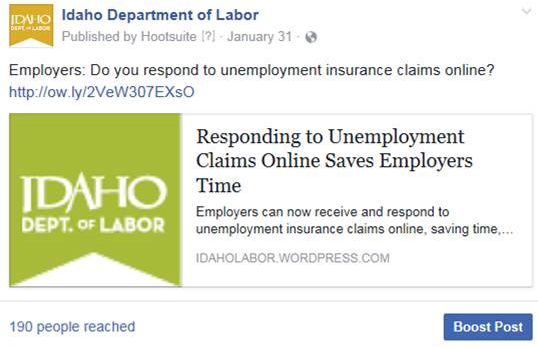 IDAHO
DEPT. OF LABOR
Idaho Department of Labor
Published by Hootsuite [?] · January 31 ·
Employers: Do you respond to unemployment insurance claims online?
http://ow.ly/2VeW307EXsO
IDAHO
DEPT. OF LABOR
Responding to Unemployment
Claims Online Saves Employers
Time
Employers can now receive and respond to
unemployment insurance claims online, saving time,...
IDAHOLABOR.WORDPRESS.COM
190 people reached
Boost Post